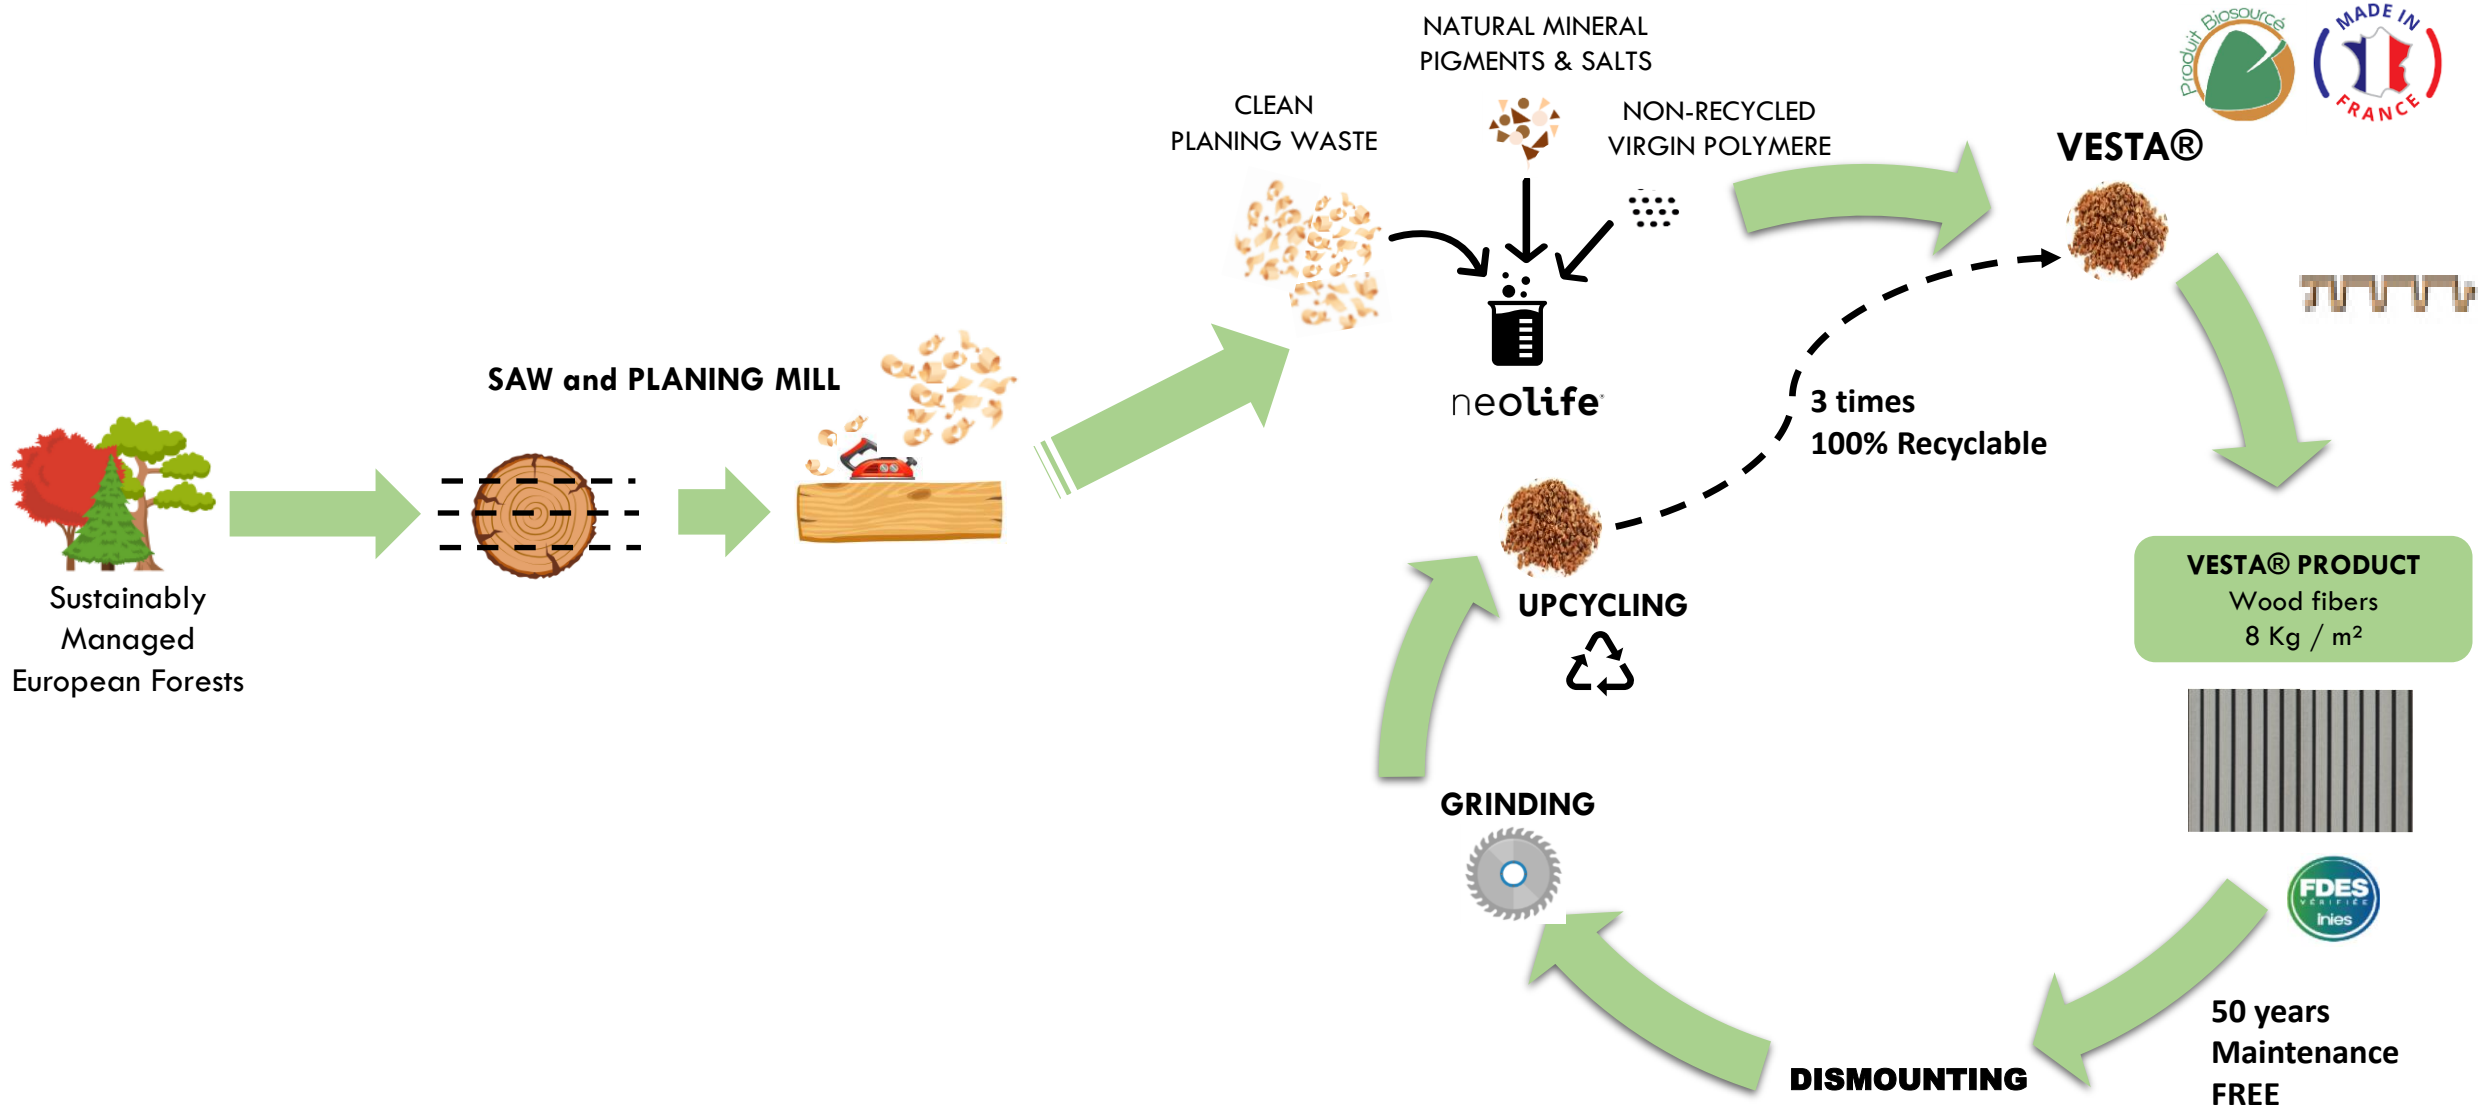 NATURAL MINERAL
PIGMENTS & SALTS
CLEAN
PLANING WASTE
NON-RECYCLED
VIRGIN POLYMERE
Produit Biosourcé
MADE IN
FRANCE
VESTA®
SAW and PLANING MILL
neolife
3 times
100% Recyclable
Sustainably
Managed
European Forests
UPCYCLING
VESTA® PRODUCT
Wood fibers
8 Kg / m²
GRINDING
FDES
VÉRIFIÉE
inies
50 years
Maintenance
FREE
DISMOUNTING